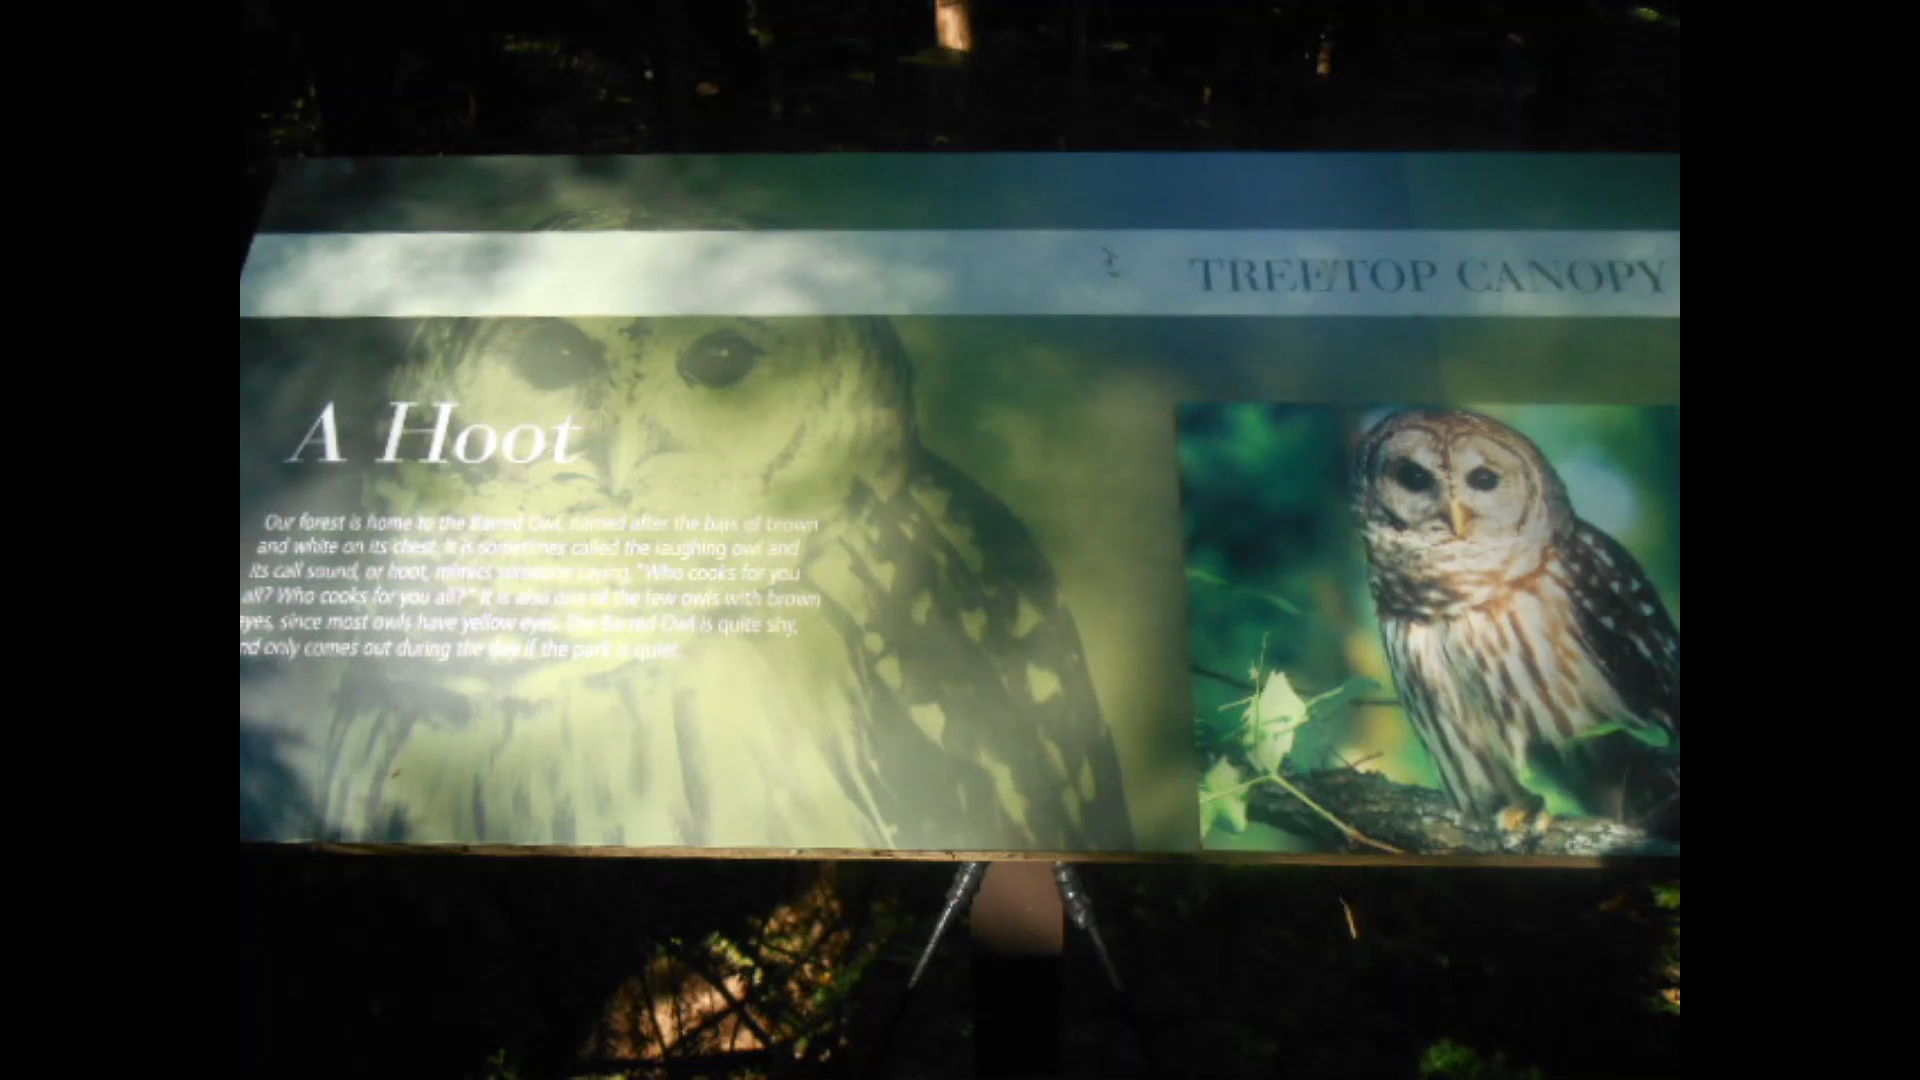 TREETOP CANOPY
A Hoot
Our forest is home to the Barred Owl, named after the bars of brown
and white on its chest. It is sometimes called the laughing owl and
its call sound, or hoot, mimics someone saying, "Who cooks for you
all? Who cooks for you all?" It is also one of the few owls with brown
yes, since most owls have yellow eyes. The Barred Owl is quite shy,
nd only comes out during the day if the park is quiet.